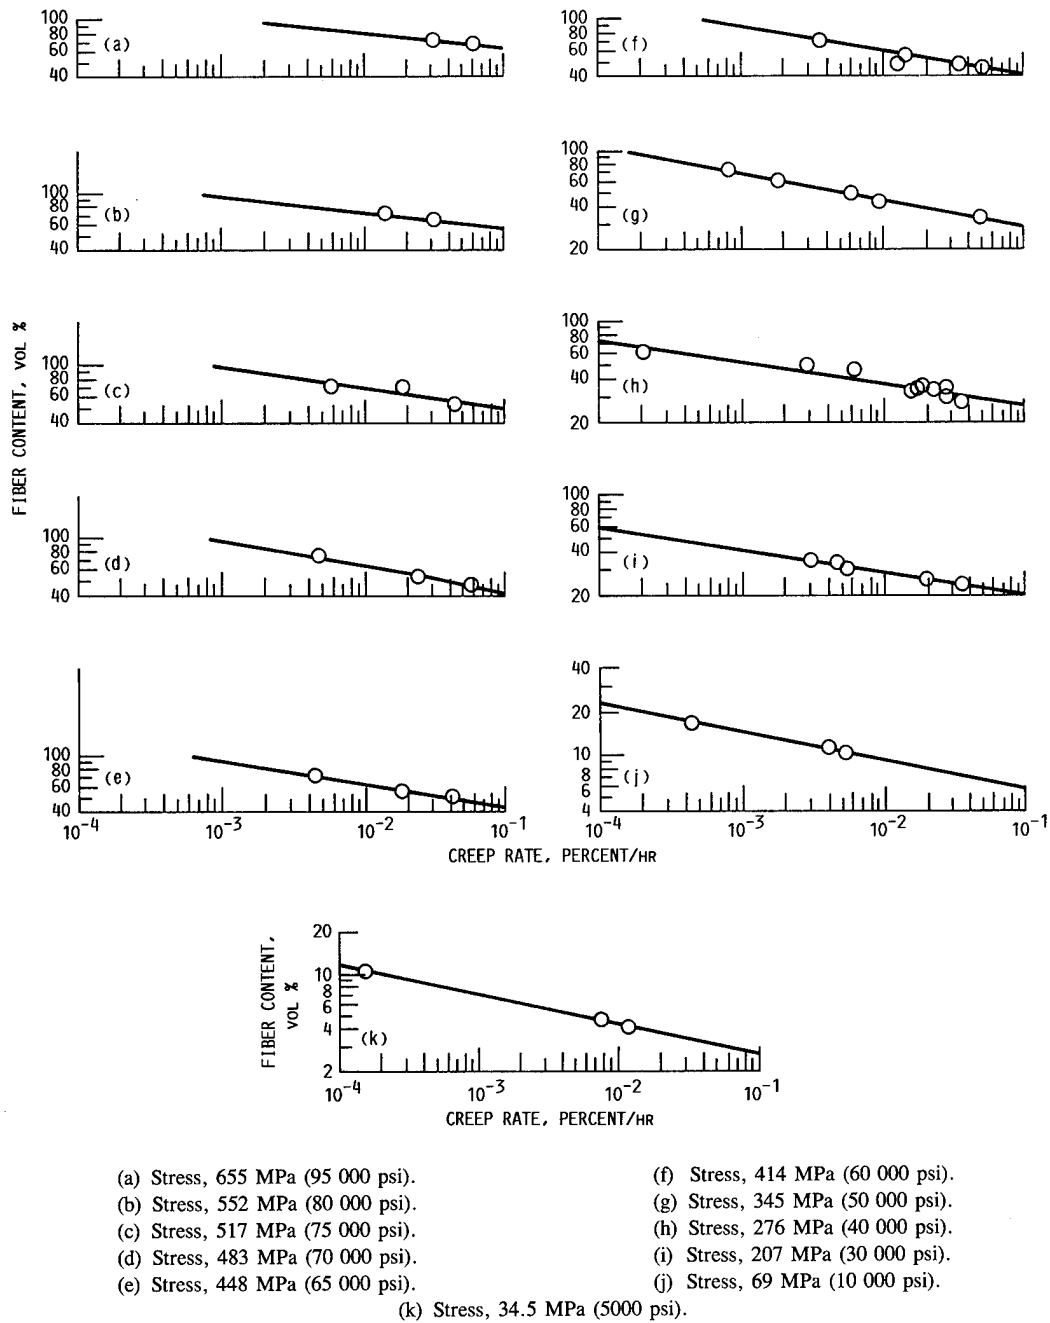 100
80
60
40
(a)
100
80
60
40
(b)
100
80
60
40
(c)
100
80
60
40
(d)
100
80
60
40
(e)
10-4
10-3
10-2
10-1
FIBER CONTENT, VOL %
100
80
60
40
(f)
100
80
60
40
20
(g)
100
80
60
40
20
(h)
100
80
60
40
20
(i)
40
20
10
8
6
4
(j)
10-4
10-3
10-2
10-1
CREEP RATE, PERCENT/HR
20
10
8
6
4
2
(k)
FIBER CONTENT,
VOL %
10-4
10-3
10-2
10-1
CREEP RATE, PERCENT/HR
(a) Stress, 655 MPa (95 000 psi).
(b) Stress, 552 MPa (80 000 psi).
(c) Stress, 517 MPa (75 000 psi).
(d) Stress, 483 MPa (70 000 psi).
(e) Stress, 448 MPa (65 000 psi).
(f) Stress, 414 MPa (60 000 psi).
(g) Stress, 345 MPa (50 000 psi).
(h) Stress, 276 MPa (40 000 psi).
(i) Stress, 207 MPa (30 000 psi).
(j) Stress, 69 MPa (10 000 psi).
(k) Stress, 34.5 MPa (5000 psi).